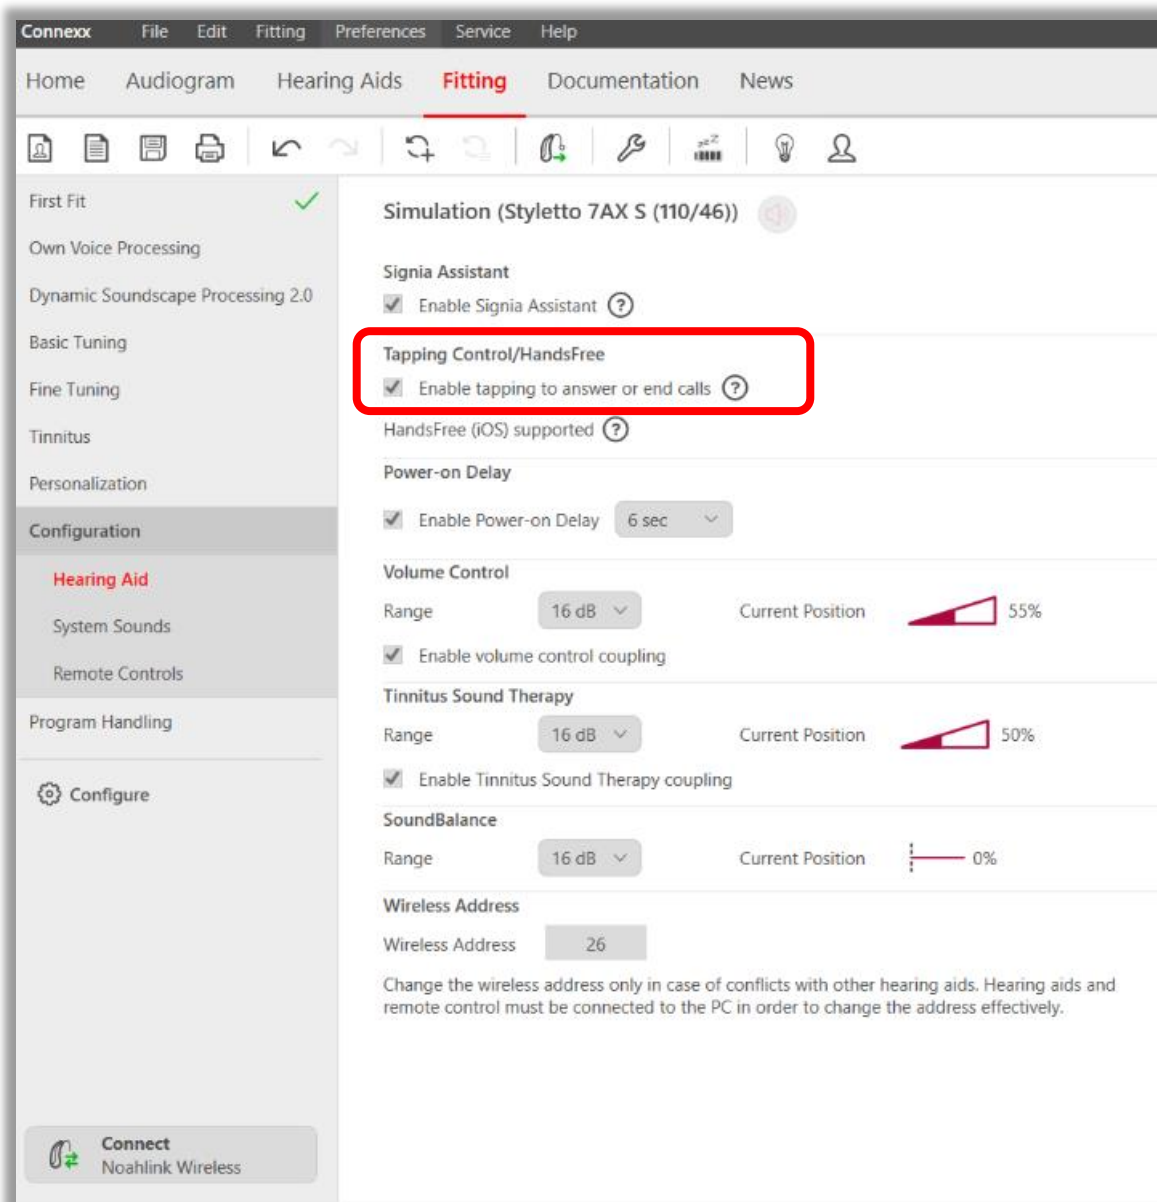 Connexx File Edit Fitting Preferences Service Help
Home Audiogram Hearing Aids Fitting Documentation News
First Fit
Own Voice Processing
Dynamic Soundscape Processing 2.0
Basic Tuning
Fine Tuning
Tinnitus
Personalization
Configuration
Hearing Aid
System Sounds
Remote Controls
Program Handling
Configure
Connect
Noahlink Wireless
Simulation (Styletto 7AX S (110/46))
Signia Assistant
Enable Signia Assistant ?
Tapping Control/HandsFree
Enable tapping to answer or end calls ?
HandsFree (iOS) supported ?
Power-on Delay
Enable Power-on Delay 6 sec
Volume Control
Range 16 dB Current Position 55%
Enable volume control coupling
Tinnitus Sound Therapy
Range 16 dB Current Position 50%
Enable Tinnitus Sound Therapy coupling
SoundBalance
Range 16 dB Current Position 0%
Wireless Address
Wireless Address 26
Change the wireless address only in case of conflicts with other hearing aids. Hearing aids and
remote control must be connected to the PC in order to change the address effectively.